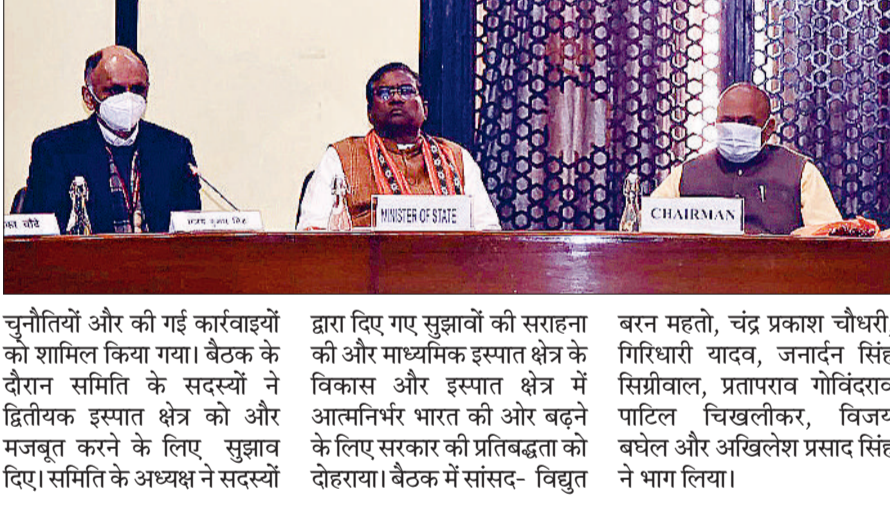 का चौटे
संजय कुमार सिंह
MINISTER OF STATE
CHAIRMAN
चुनौतियों और की गई कार्रवाइयों
को शामिल किया गया। बैठक के
दौरान समिति के सदस्यों ने
द्वितीयक इस्पात क्षेत्र को और
मजबूत करने के लिए सुझाव
दिए। समिति के अध्यक्ष ने सदस्यों
द्वारा दिए गए सुझावों की सराहना
की और माध्यमिक इस्पात क्षेत्र के
विकास और इस्पात क्षेत्र में
आत्मनिर्भर भारत की ओर बढ़ने
के लिए सरकार की प्रतिबद्धता को
दोहराया। बैठक में सांसद- विद्युत
बरन महतो, चंद्र प्रकाश चौधरी,
गिरिधारी यादव, जनार्दन सिंह
सिग्रीवाल, प्रतापराव गोविंदराव
पाटिल चिखलीकर, विजय
बघेल और अखिलेश प्रसाद सिंह
ने भाग लिया।